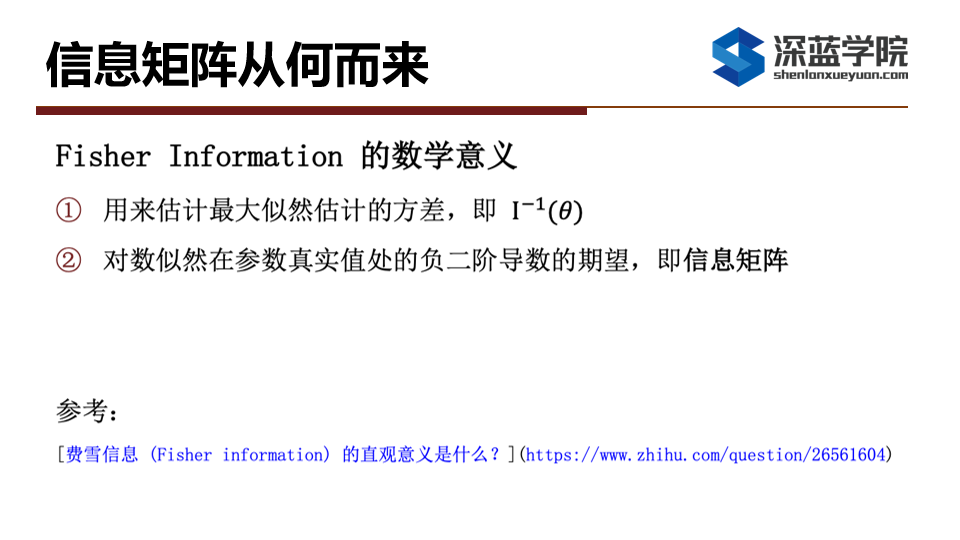 信息矩阵从何而来
深蓝学院
shenlanxueyuan.com
Fisher Information 的数学意义
① 用来估计最大似然估计的方差，即 I⁻¹(θ)
② 对数似然在参数真实值处的负二阶导数的期望，即信息矩阵
参考：
[费雪信息 (Fisher information) 的直观意义是什么？](https://www.zhihu.com/question/26561604)